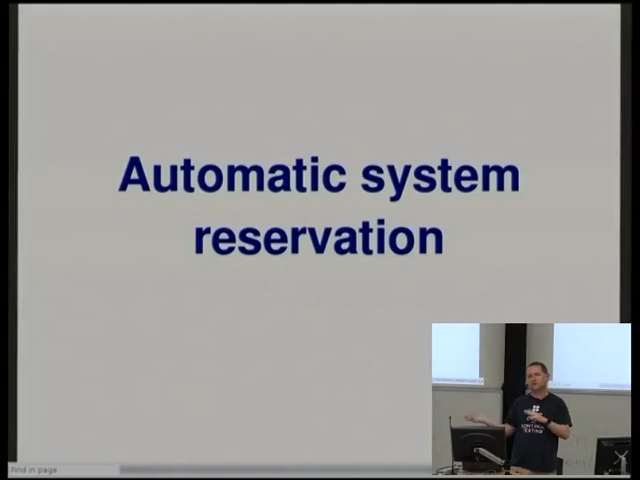 Automatic system
reservation
Find in page